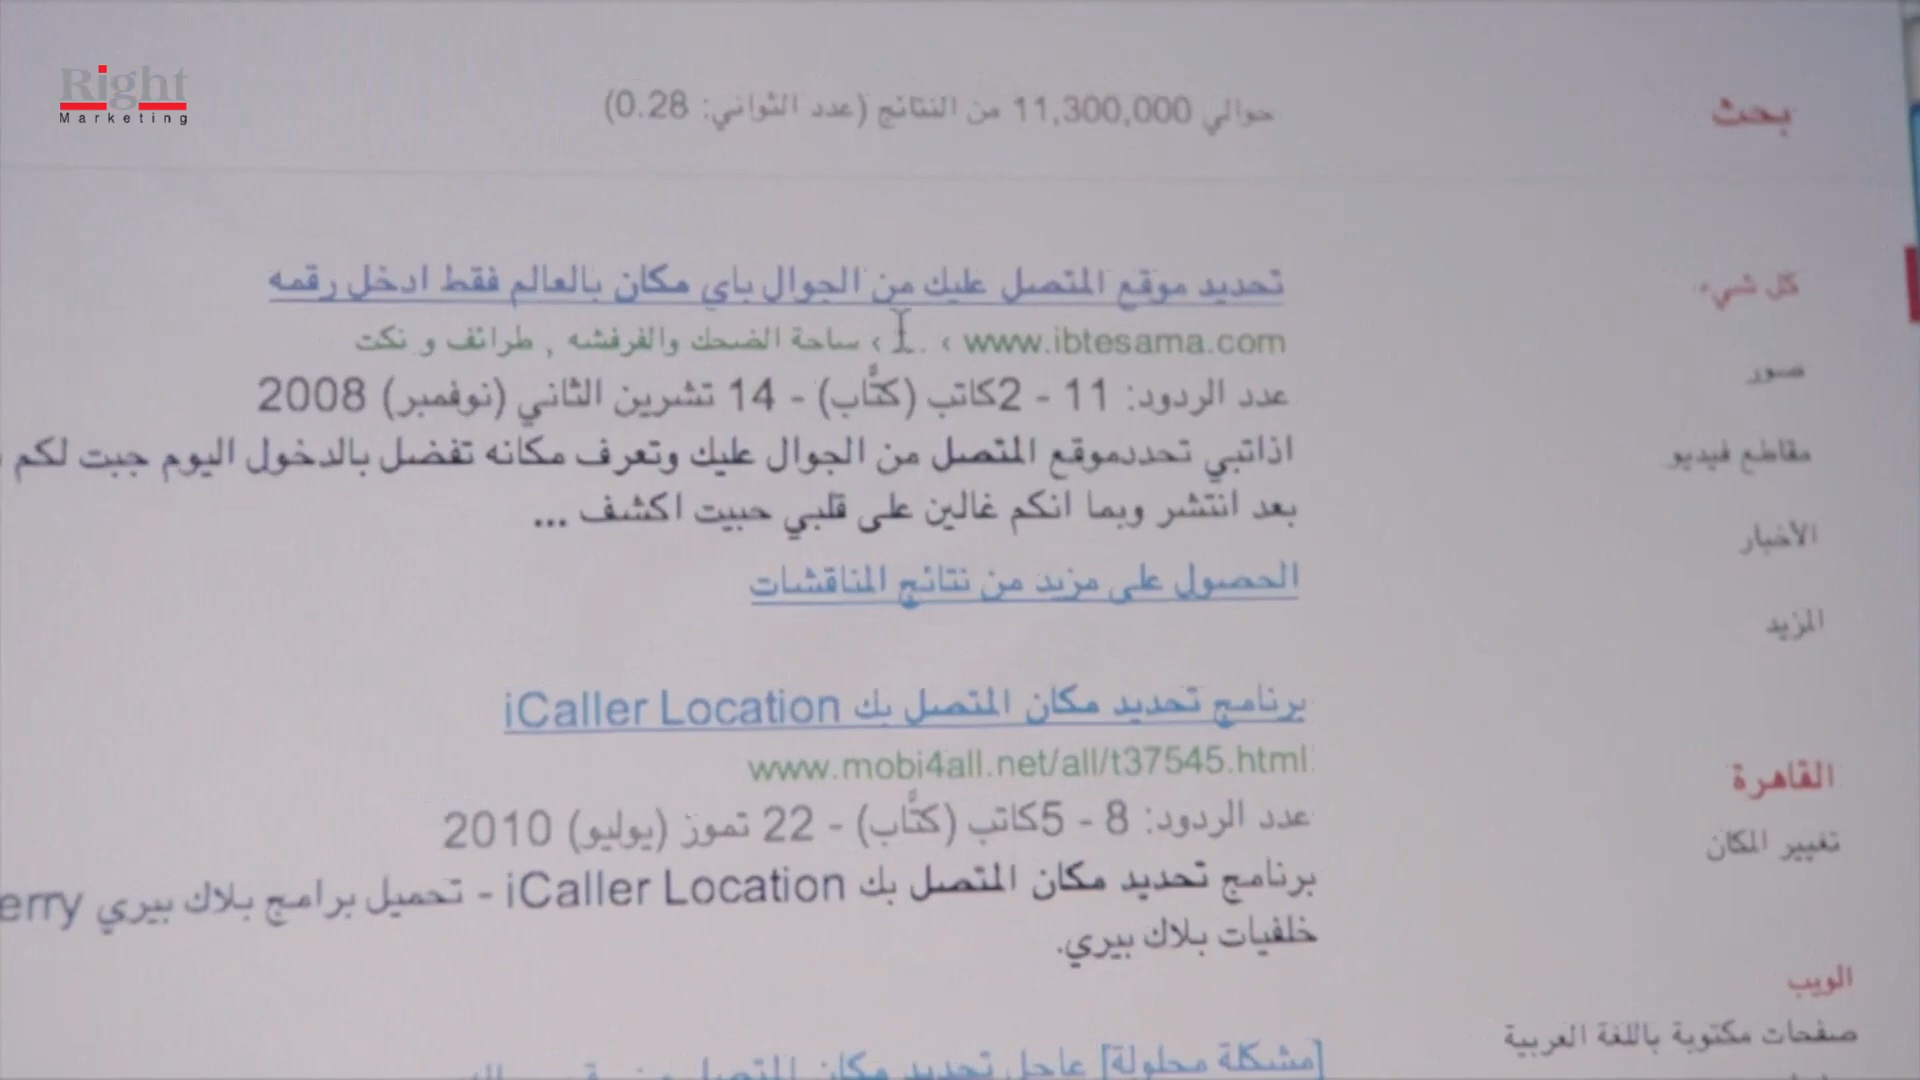 Right
Marketing
بحث
حوالي 11,300,000 من النتائج (عدد الثواني: 0.28)
كل شيء
صور
مقاطع فيديو
الأخبار
المزيد
القاهرة
تغيير المكان
الويب
صفحات مكتوبة باللغة العربية
تحديد موقع المتصل عليك من الجوال باي مكان بالعالم فقط ادخل رقمه
www.ibtesama.com › ... › ساحة الضحك والفرفشه , طرائف و نكت
عدد الردود: 11 - 2كاتب (كتَّاب) - 14 تشرين الثاني (نوفمبر) 2008
اذاتبي تحددموقع المتصل من الجوال عليك وتعرف مكانه تفضل بالدخول اليوم جبت لكم
بعد انتشر وبما انكم غالين على قلبي حبيت اكشف ...
الحصول على مزيد من نتائج المناقشات
برنامج تحديد مكان المتصل بك iCaller Location
www.mobi4all.net/all/t37545.html
عدد الردود: 8 - 5كاتب (كتَّاب) - 22 تموز (يوليو) 2010
برنامج تحديد مكان المتصل بك iCaller Location - تحميل برامج بلاك بيري erry
خلفيات بلاك بيري.
[مشكلة محلولة] عاجل تحديد مكان المتصل